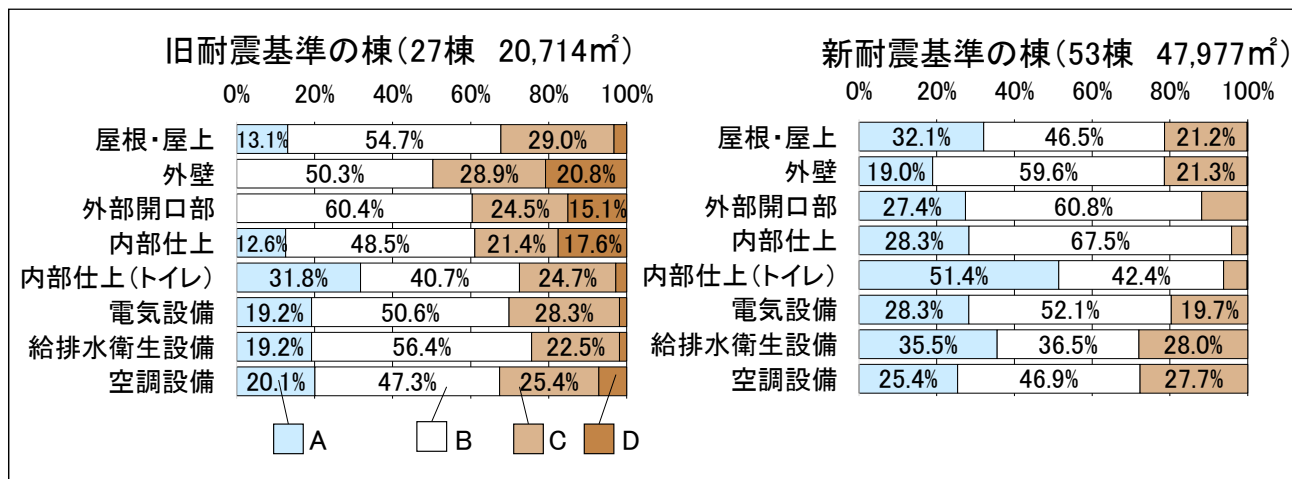 旧耐震基準の棟(27棟 20,714㎡)
0% 20% 40% 60% 80% 100%
屋根・屋上 13.1% 54.7% 29.0%
外壁 50.3% 28.9% 20.8%
外部開口部 60.4% 24.5% 15.1%
内部仕上 12.6% 48.5% 21.4% 17.6%
内部仕上(トイレ) 31.8% 40.7% 24.7%
電気設備 19.2% 50.6% 28.3%
給排水衛生設備 19.2% 56.4% 22.5%
空調設備 20.1% 47.3% 25.4%
A B C D
新耐震基準の棟(53棟 47,977㎡)
0% 20% 40% 60% 80% 100%
屋根・屋上 32.1% 46.5% 21.2%
外壁 19.0% 59.6% 21.3%
外部開口部 27.4% 60.8%
内部仕上 28.3% 67.5%
内部仕上(トイレ) 51.4% 42.4%
電気設備 28.3% 52.1% 19.7%
給排水衛生設備 35.5% 36.5% 28.0%
空調設備 25.4% 46.9% 27.7%